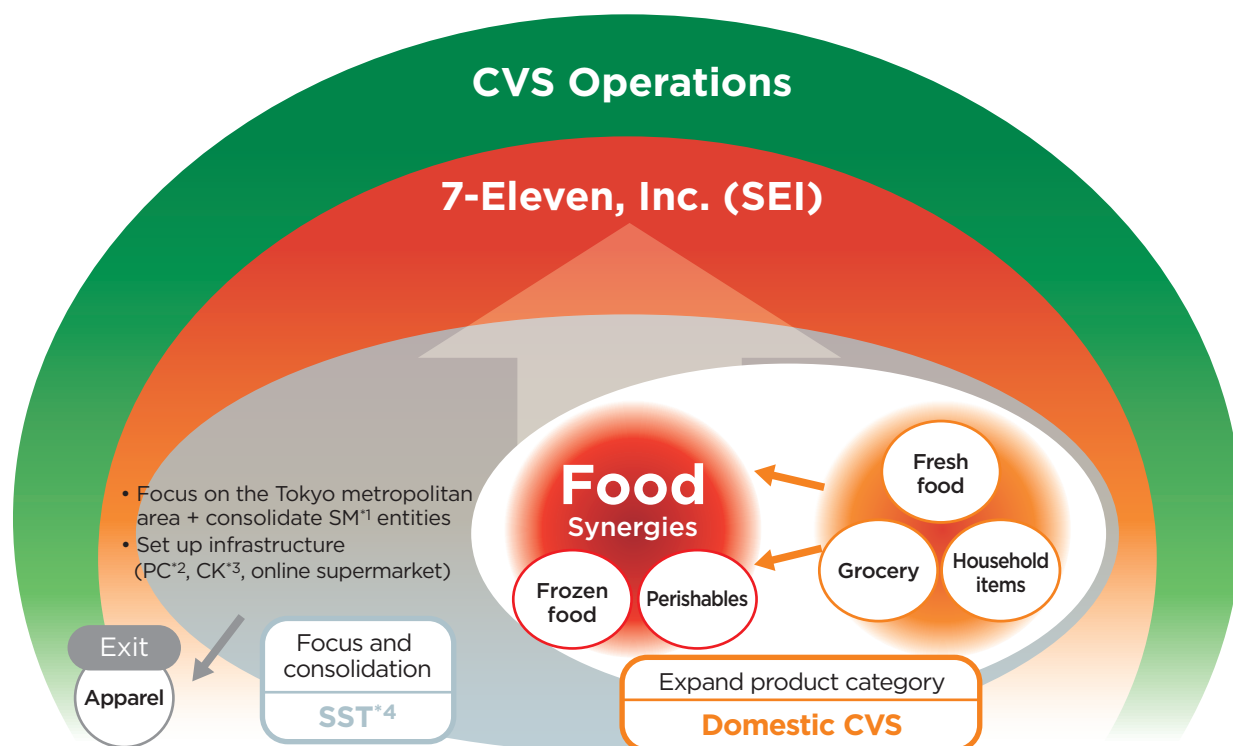 CVS Operations
7-Eleven, Inc. (SEI)
• Focus on the Tokyo metropolitan
area + consolidate SM*1 entities
• Set up infrastructure
(PC*2, CK*3, online supermarket)
Food
Synergies
Frozen
food
Perishables
Fresh
food
Grocery
Household
items
Exit
Apparel
Focus and
consolidation
SST*4
Expand product category
Domestic CVS